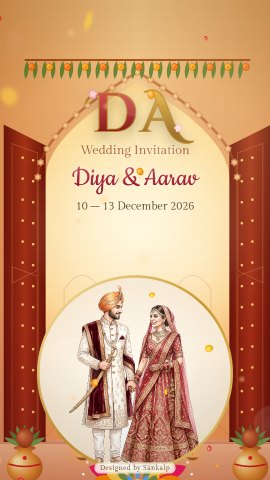 DA
Wedding Invitation
Diya & Aarav
10 — 13 December 2026
Designed by Sankalp